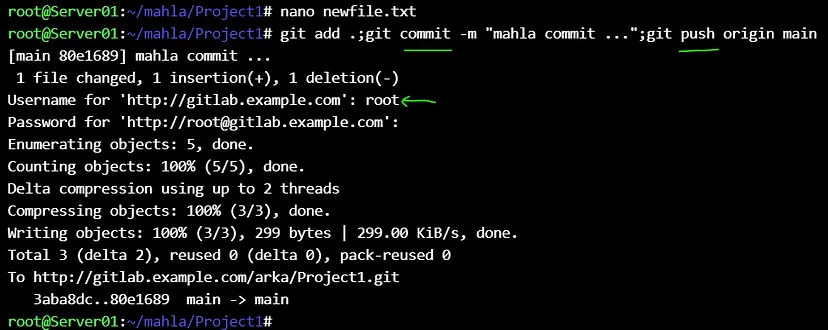 root@Server01:~/mahla/Project1# nano newfile.txt
root@Server01:~/mahla/Project1# git add .;git commit -m "mahla commit ...";git push origin main
[main 80e1689] mahla commit ...
 1 file changed, 1 insertion(+), 1 deletion(-)
Username for 'http://gitlab.example.com': root
Password for 'http://root@gitlab.example.com':
Enumerating objects: 5, done.
Counting objects: 100% (5/5), done.
Delta compression using up to 2 threads
Compressing objects: 100% (3/3), done.
Writing objects: 100% (3/3), 299 bytes | 299.00 KiB/s, done.
Total 3 (delta 2), reused 0 (delta 0), pack-reused 0
To http://gitlab.example.com/arka/Project1.git
   3aba8dc..80e1689  main -> main
root@Server01:~/mahla/Project1#